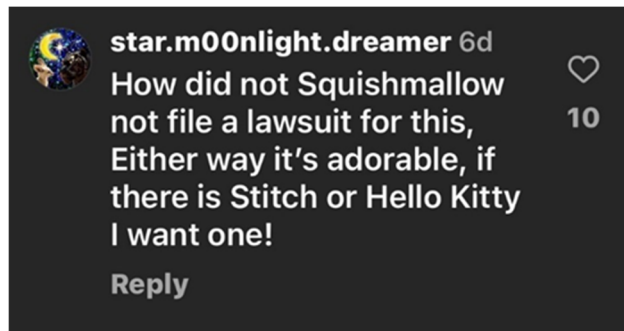 star.m00nlight.dreamer 6d
How did not Squishmallow
not file a lawsuit for this,
Either way it’s adorable, if
there is Stitch or Hello Kitty
I want one!
10
Reply